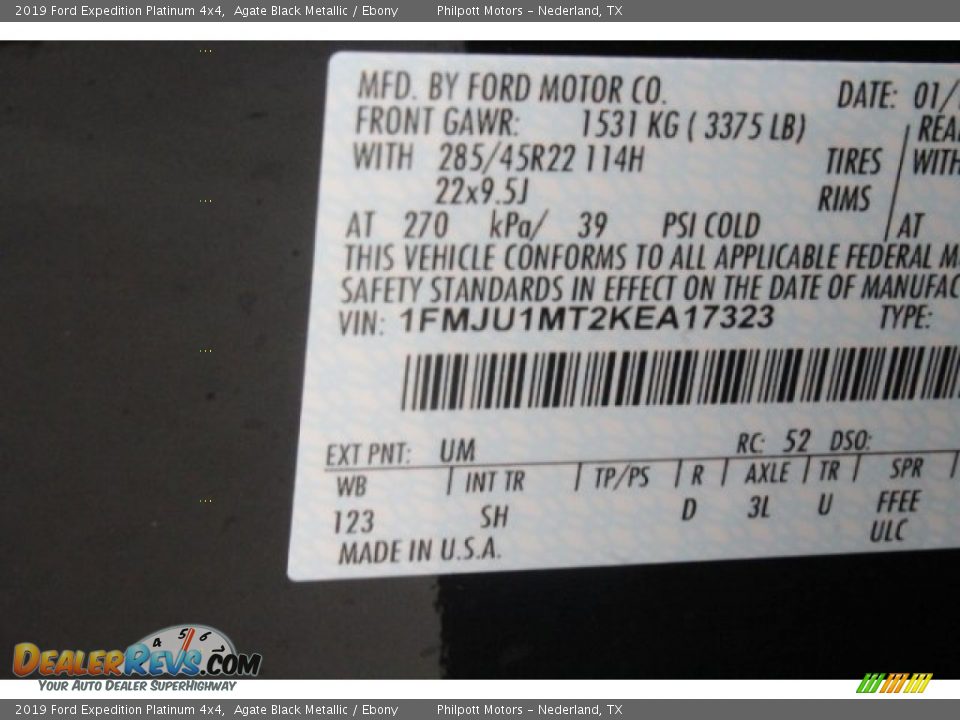 2019 Ford Expedition Platinum 4x4, Agate Black Metallic / Ebony Philpott Motors - Nederland, TX
MFD. BY FORD MOTOR CO. DATE: 01/
FRONT GAWR: 1531 KG ( 3375 LB)
WITH 285/45R22 114H TIRES WITH
22x9.5J RIMS
AT 270 kPa/ 39 PSI COLD AT
THIS VEHICLE CONFORMS TO ALL APPLICABLE FEDERAL
SAFETY STANDARDS IN EFFECT ON THE DATE OF
VIN: 1FMJU1MT2KEA17323 TYPE:
EXT PNT: UM RC: 52 DSO:
WB INT TR TP/PS R AXLE TR SPR
123 SH D 3L U FFEE
ULC
MADE IN U.S.A.
4 5 6
DEALERREVS.COM
YOUR AUTO DEALER SUPERHIGHWAY
2019 Ford Expedition Platinum 4x4, Agate Black Metallic / Ebony Philpott Motors - Nederland, TX